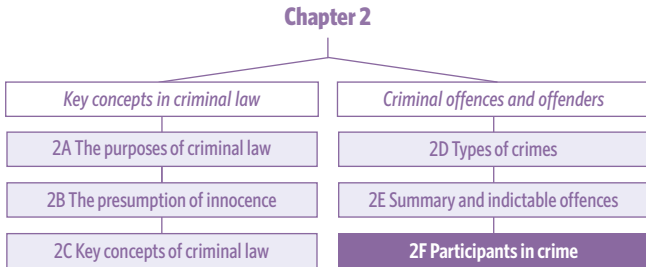 Chapter 2
Key concepts in criminal law
Criminal offences and offenders
2A The purposes of criminal law
2D Types of crimes
2B The presumption of innocence
2E Summary and indictable offences
2C Key concepts of criminal law
2F Participants in crime